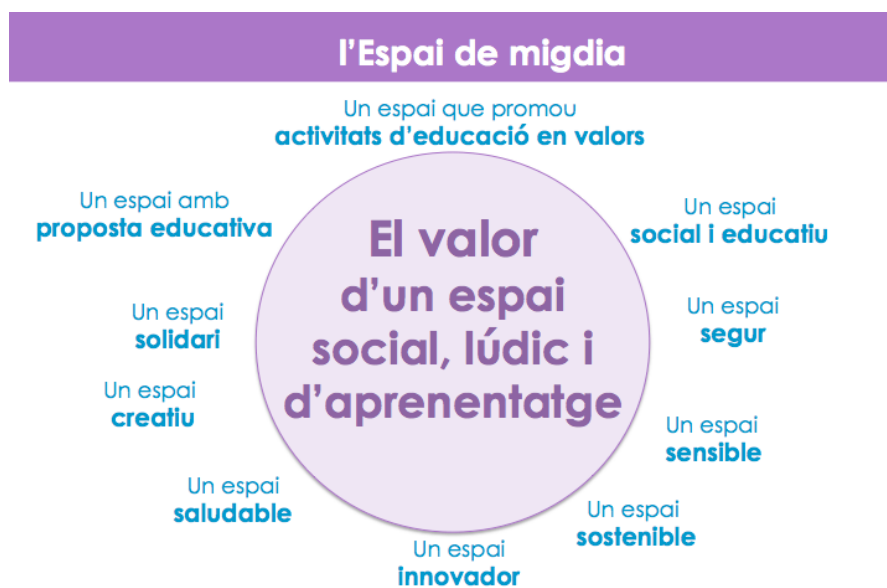 l'Espai de migdia
Un espai que promou
activitats d'educació en valors
Un espai amb
proposta educativa
Un espai
social i educatiu
El valor
d'un espai
social, lúdic i
d'aprenentatge
Un espai
solidari
Un espai
segur
Un espai
creatiu
Un espai
sensible
Un espai
saludable
Un espai
sostenible
Un espai
innovador